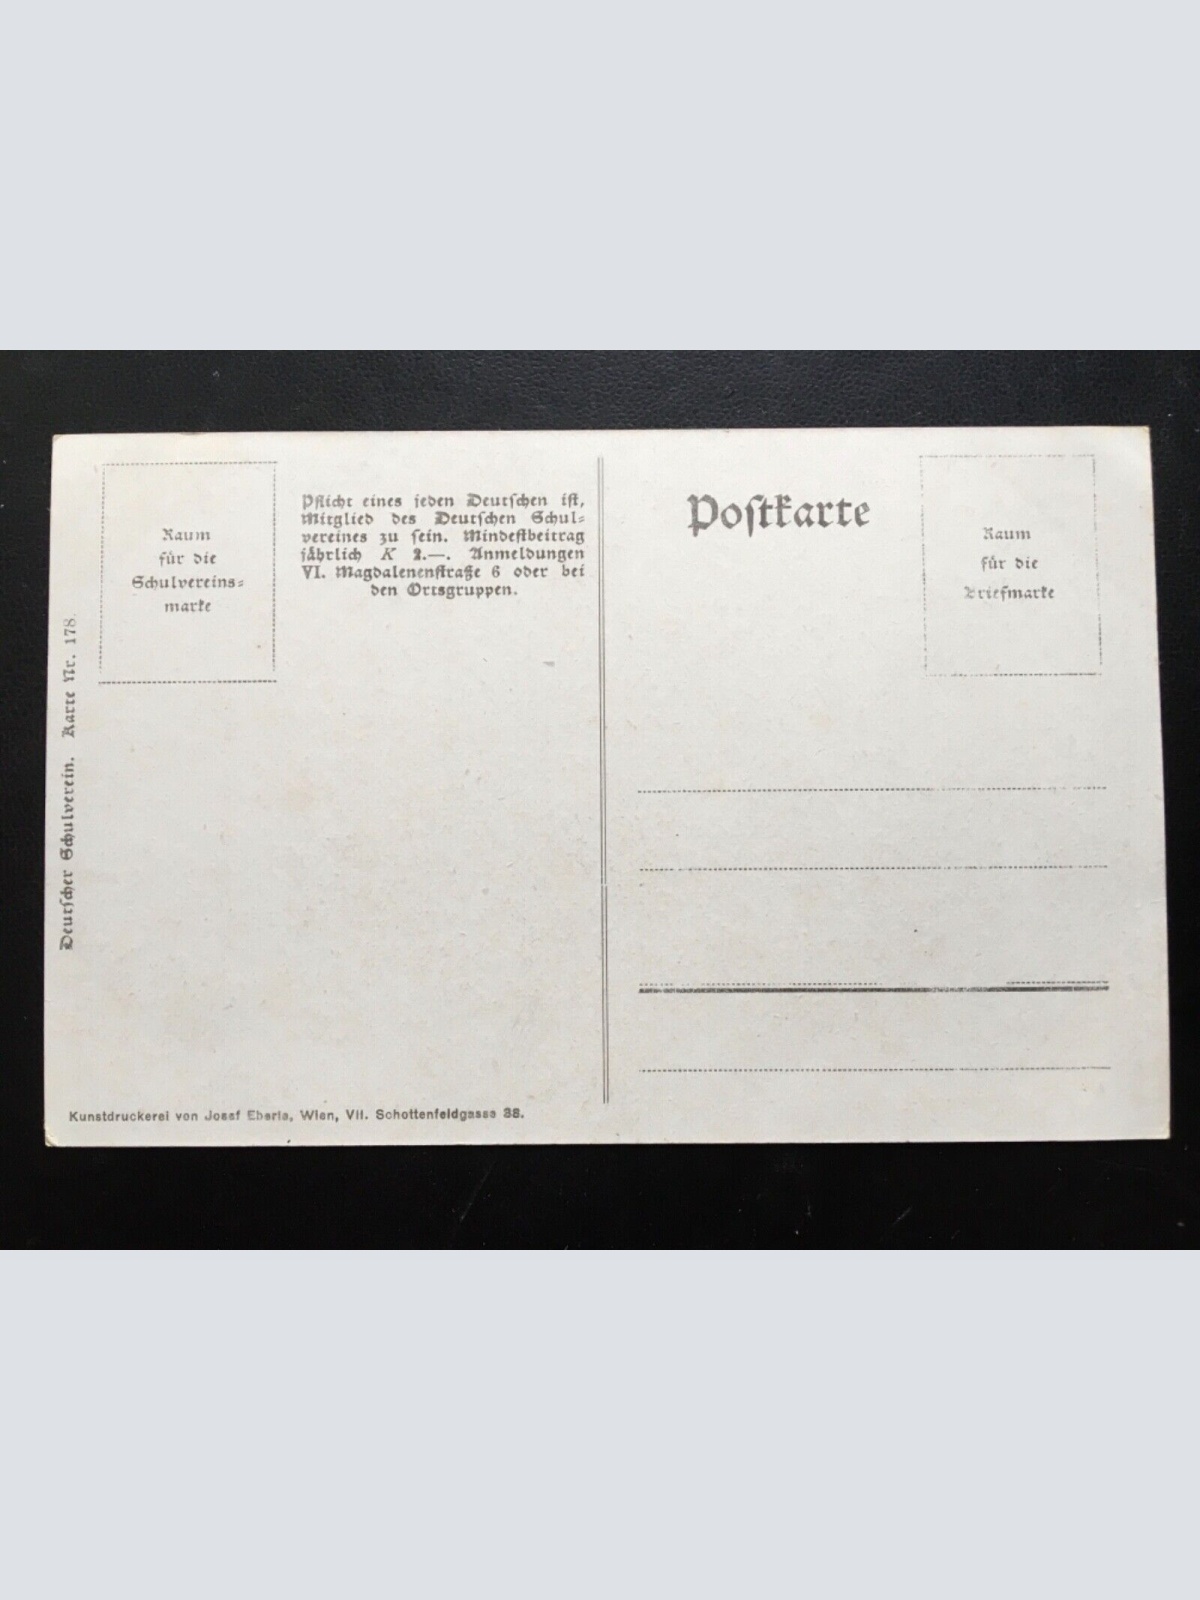 Raum
für die
Schulvereins=
marke
Pflicht eines jeden Deutschen ist,
Mitglied des Deutschen Schul=
vereines zu sein. Mindestbeitrag
jährlich K 2.—. Anmeldungen
VI. Magdalenenstraße 6 oder bei
den Ortsgruppen.
Postkarte
Raum
für die
Briefmarke
Deutscher Schulverein. Karte Nr. 178.
Kunstdruckerei von Josef Eberle, Wien, VII. Schottenfeldgasse 38.